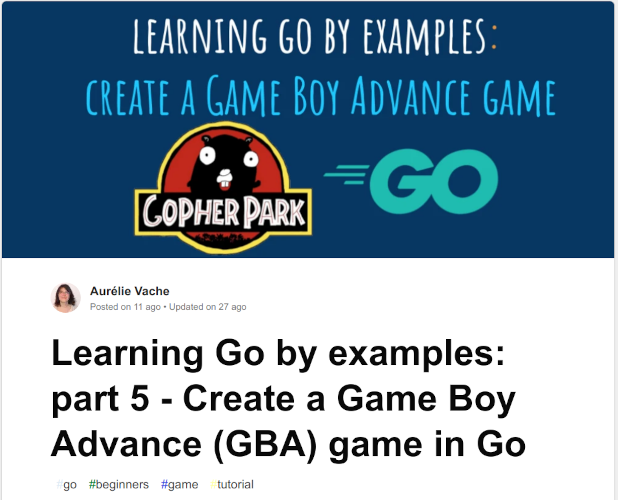 LEARNING GO BY EXAMPLES:
CREATE A GAME BOY ADVANCE GAME
GOPHER PARK
GO
Aurélie Vache
Posted on 11 ago • Updated on 27 ago
Learning Go by examples:
part 5 - Create a Game Boy
Advance (GBA) game in Go
#go #beginners #game #tutorial